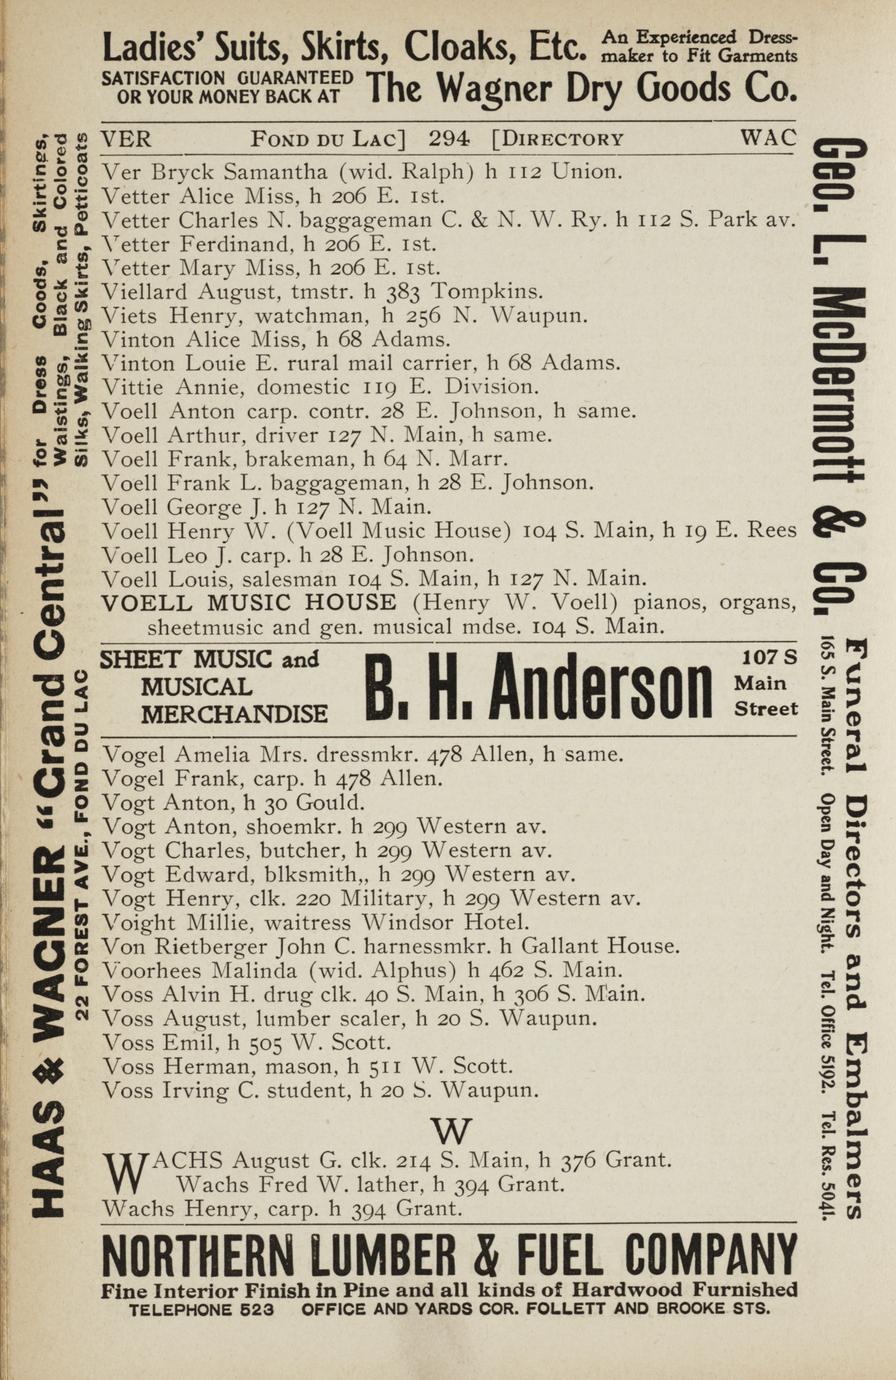 Ladies' Suits, Skirts, Cloaks, Etc. An Experienced Dress-
maker to Fit Garments
SATISFACTION GUARANTEED
OR YOUR MONEY BACK AT The Wagner Dry Goods Co.
VER FOND DU LAC] 294 [DIRECTORY WAC
Ver Bryck Samantha (wid. Ralph) h 112 Union.
Vetter Alice Miss, h 206 E. 1st.
Vetter Charles N. baggageman C. & N. W. Ry. h 112 S. Park av.
Vetter Ferdinand, h 206 E. 1st.
Vetter Mary Miss, h 206 E. 1st.
Viellard August, tmstr. h 383 Tompkins.
Viets Henry, watchman, h 256 N. Waupun.
Vinton Alice Miss, h 68 Adams.
Vinton Louie E. rural mail carrier, h 68 Adams.
Vittie Annie, domestic 119 E. Division.
Voell Anton carp. contr. 28 E. Johnson, h same.
Voell Arthur, driver 127 N. Main, h same.
Voell Frank, brakeman, h 64 N. Marr.
Voell Frank L. baggageman, h 28 E. Johnson.
Voell George J. h 127 N. Main.
Voell Henry W. (Voell Music House) 104 S. Main, h 19 E. Rees
Voell Leo J. carp. h 28 E. Johnson.
Voell Louis, salesman 104 S. Main, h 127 N. Main.
VOELL MUSIC HOUSE (Henry W. Voell) pianos, organs,
sheetmusic and gen. musical mdse. 104 S. Main.
SHEET MUSIC and
MUSICAL
MERCHANDISE
B. H. Anderson
107 S
Main
Street
Vogel Amelia Mrs. dressmkr. 478 Allen, h same.
Vogel Frank, carp. h 478 Allen.
Vogt Anton, h 30 Gould.
Vogt Anton, shoemkr. h 299 Western av.
Vogt Charles, butcher, h 299 Western av.
Vogt Edward, blksmith,, h 299 Western av.
Vogt Henry, clk. 220 Military, h 299 Western av.
Voight Millie, waitress Windsor Hotel.
Von Rietberger John C. harnessmkr. h Gallant House.
Voorhees Malinda (wid. Alphus) h 462 S. Main.
Voss Alvin H. drug clk. 40 S. Main, h 306 S. Main.
Voss August, lumber scaler, h 20 S. Waupun.
Voss Emil, h 505 W. Scott.
Voss Herman, mason, h 511 W. Scott.
Voss Irving C. student, h 20 S. Waupun.
W
WACHS August G. clk. 214 S. Main, h 376 Grant.
Wachs Fred W. lather, h 394 Grant.
Wachs Henry, carp. h 394 Grant.
NORTHERN LUMBER & FUEL COMPANY
Fine Interior Finish in Pine and all kinds of Hardwood Furnished
TELEPHONE 523 OFFICE AND YARDS COR. FOLLETT AND BROOKE STS.
HAAS & WAGNER "Grand Central" for Dress Goods, Skirtings,
Waistings, Black and Colored
Silks, Walking Skirts, Petticoats
22 FOREST AVE., FOND DU LAC
Geo. L. McDermott & Co.
Funeral Directors and Embalmers
165 S. Main Street. Open Day and Night. Tel. Office 5192. Tel. Res. 5041.